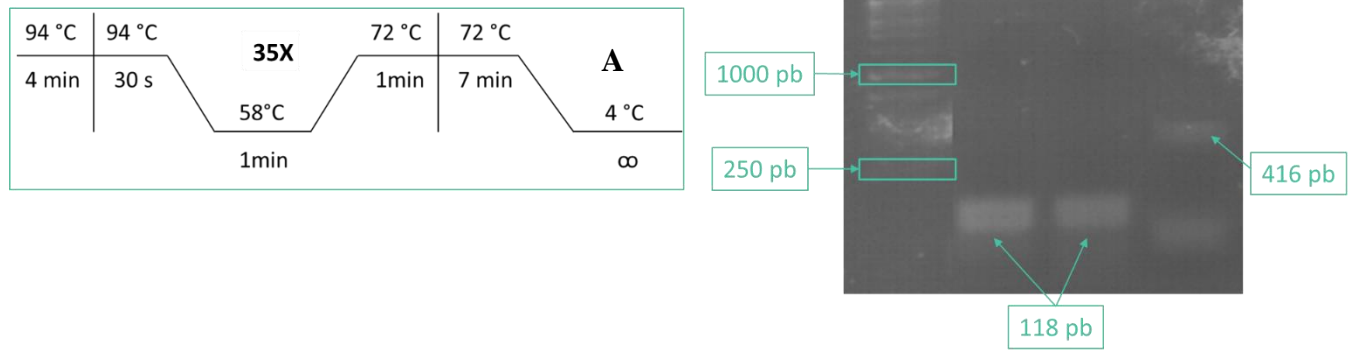 94 °C 94 °C 35X 72 °C 72 °C A
4 min 30 s 1min 7 min
58°C 4 °C
1min ∞
1000 pb
250 pb
416 pb
118 pb